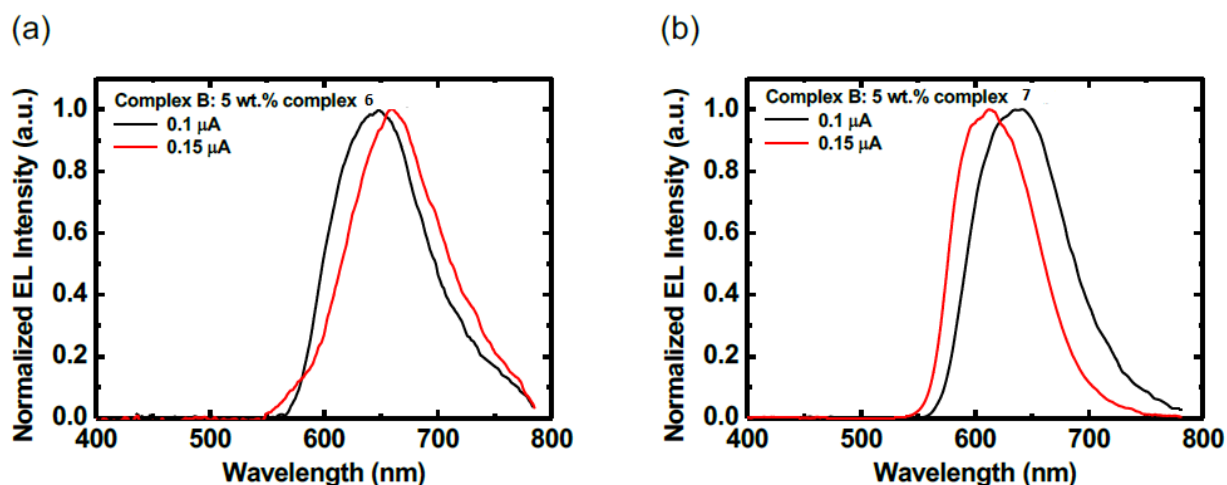 (a)
(b)
Normalized EL Intensity (a.u.)
1.0
0.8
0.6
0.4
0.2
0.0
Complex B: 5 wt.% complex 6
0.1 μA
0.15 μA
400 500 600 700 800
Wavelength (nm)
Normalized EL Intensity (a.u.)
1.0
0.8
0.6
0.4
0.2
0.0
Complex B: 5 wt.% complex 7
0.1 μA
0.15 μA
400 500 600 700 800
Wavelength (nm)